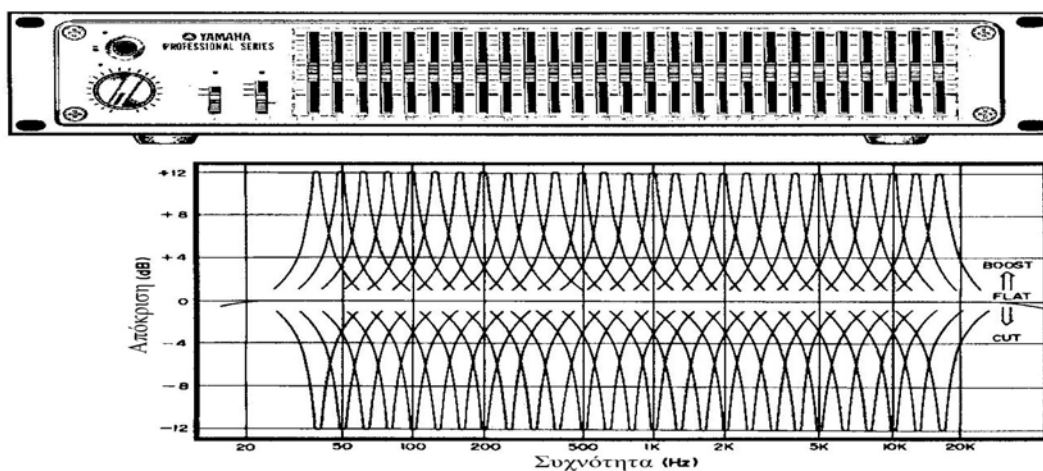 YAMAHA
PROFESSIONAL SERIES
+12
+8
+4
0
-4
-8
-12
Απόκριση (dB)
BOOST
FLAT
CUT
20 50 100 200 500 1K 2K 5K 10K 20K
Συχνότητα (Hz)